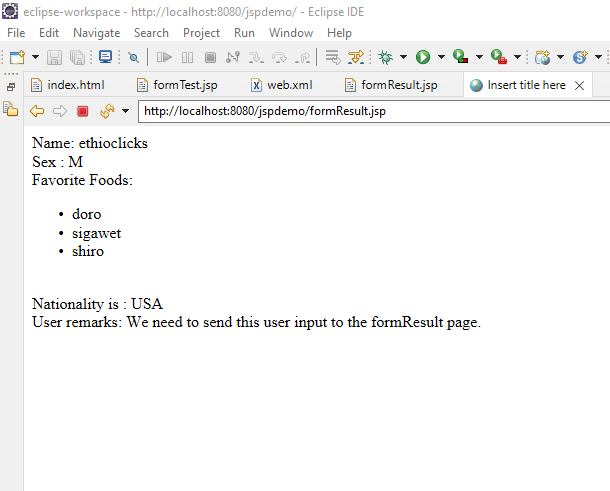 eclipse-workspace - http://localhost:8080/jspdemo/ - Eclipse IDE
File Edit Navigate Search Project Run Window Help
index.html formTest.jsp web.xml formResult.jsp Insert title here
http://localhost:8080/jspdemo/formResult.jsp
Name: ethioclicks
Sex : M
Favorite Foods:
• doro
• sigawet
• shiro
Nationality is : USA
User remarks: We need to send this user input to the formResult page.